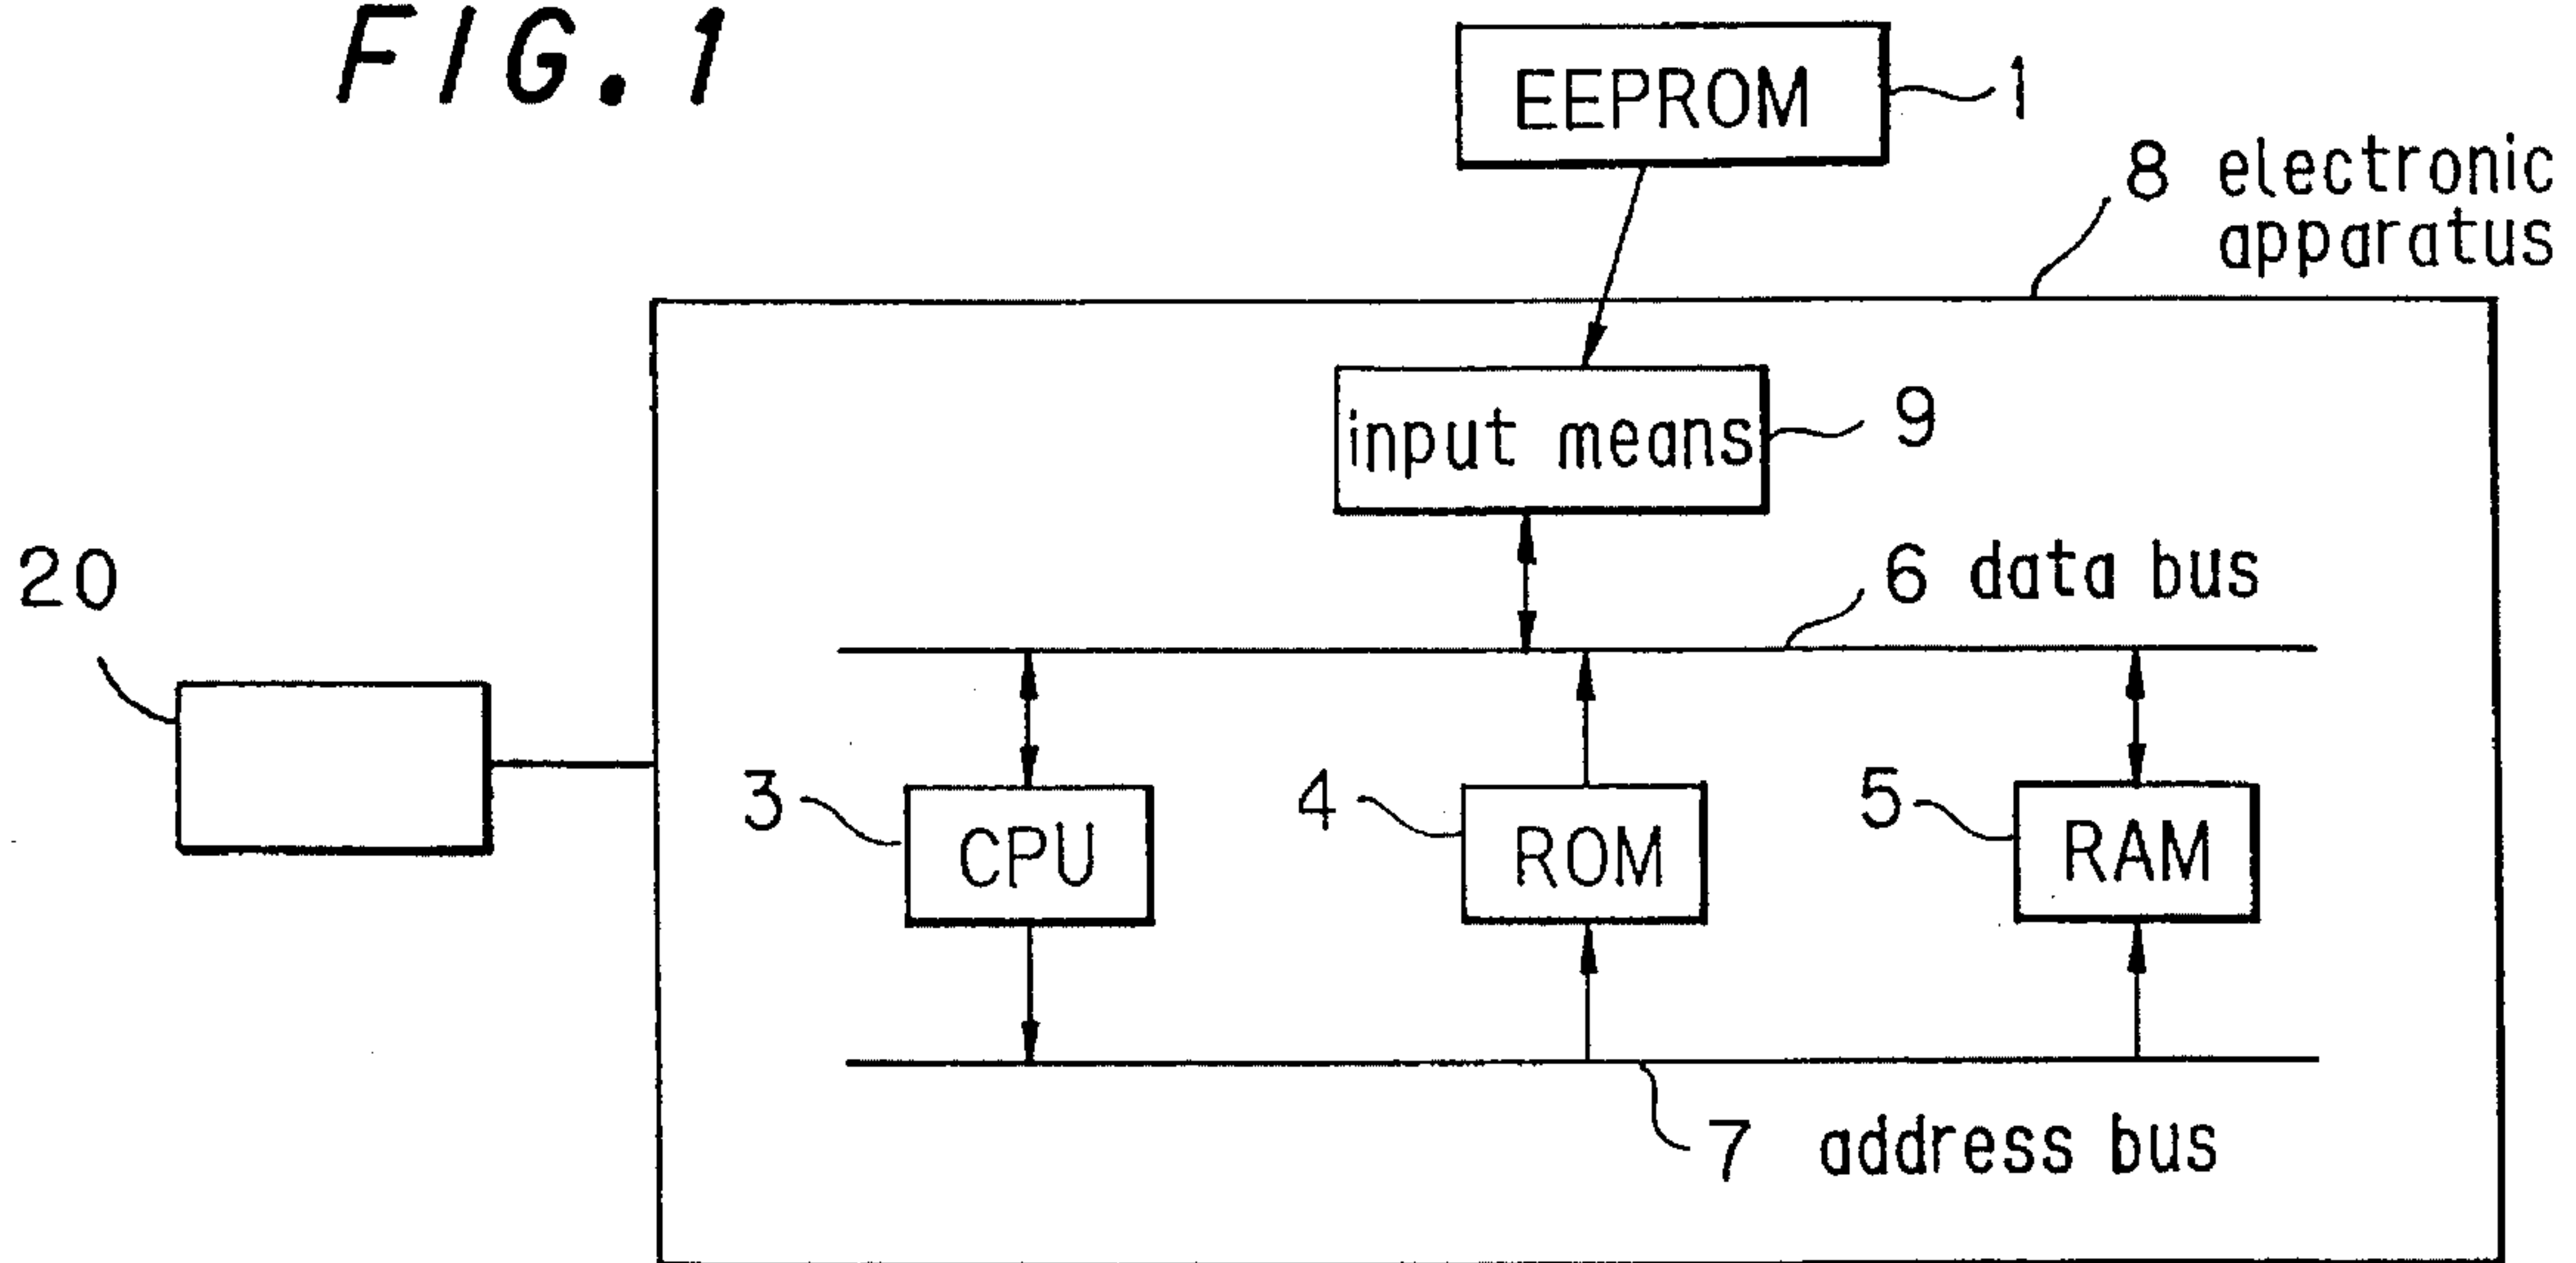 FIG.1
EEPROM
1
8 electronic
apparatus
input means
9
6 data bus
20
3
CPU
4
ROM
5
RAM
7 address bus